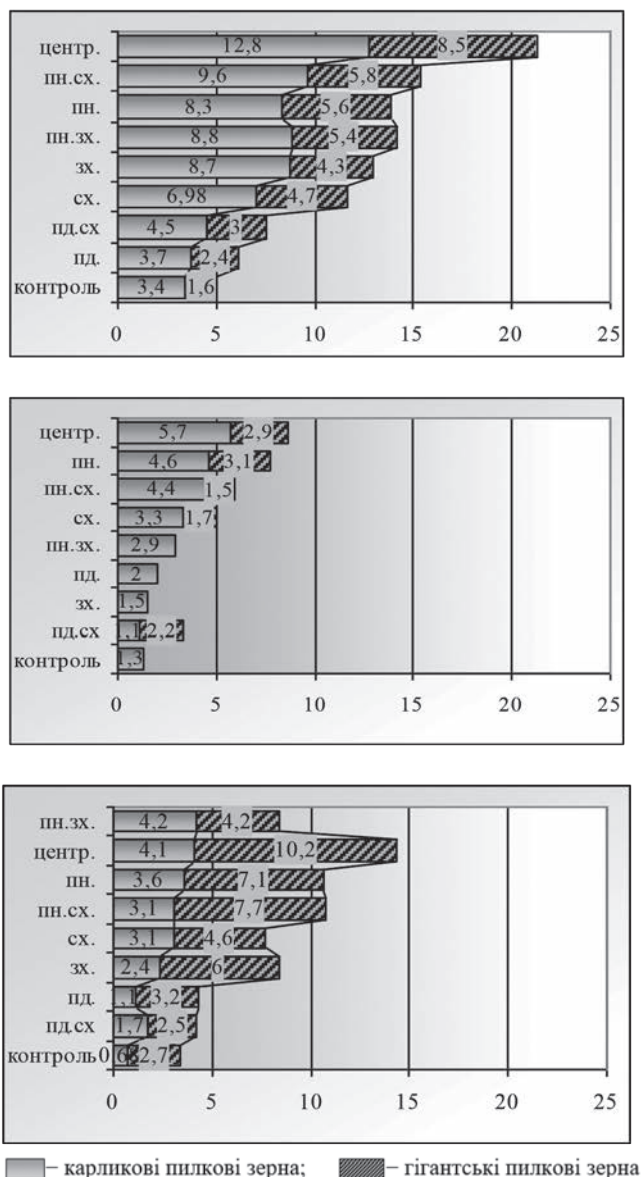 центр. 12,8 8,5
пн.сх. 9,6 5,8
пн. 8,3 5,6
пн.зх. 8,8 5,4
зх. 8,7 4,3
сх. 6,98 4,7
пд.сх 4,5 3
пд. 3,7 2,4
контроль 3,4 1,6
0 5 10 15 20 25
центр. 5,7 2,9
пн. 4,6 3,1
пн.сх. 4,4 1,5
сх. 3,3 1,7
пн.зх. 2,9
пд. 2
зх. 1,5
пд.сх 1,1 2,2
контроль 1,3
0 5 10 15 20 25
пн.зх. 4,2 4,2
центр. 4,1 10,2
пн. 3,6 7,1
пн.сх. 3,1 7,7
сх. 3,1 4,6
зх. 2,4 6
пд. 1,1 3,2
пд.сх 1,7 2,5
контроль 0,6 2,7
0 5 10 15 20 25
– карликові пилкові зерна; – гігантські пилкові зерна